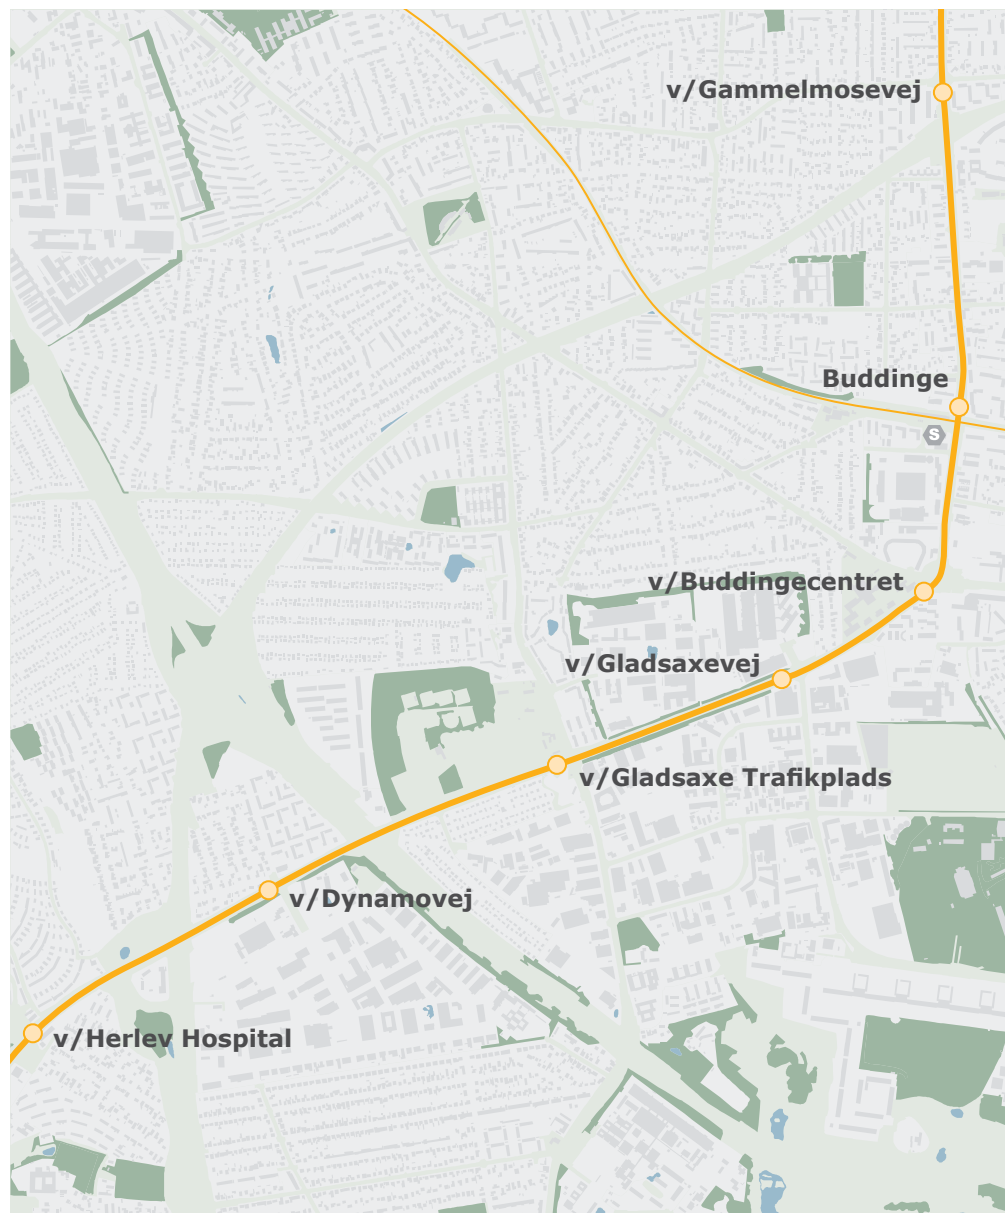 v/Gammelmosevej
Buddinge
S
v/Buddingecentret
v/Gladsaxevej
v/Gladsaxe Trafikplads
v/Dynamovej
v/Herlev Hospital